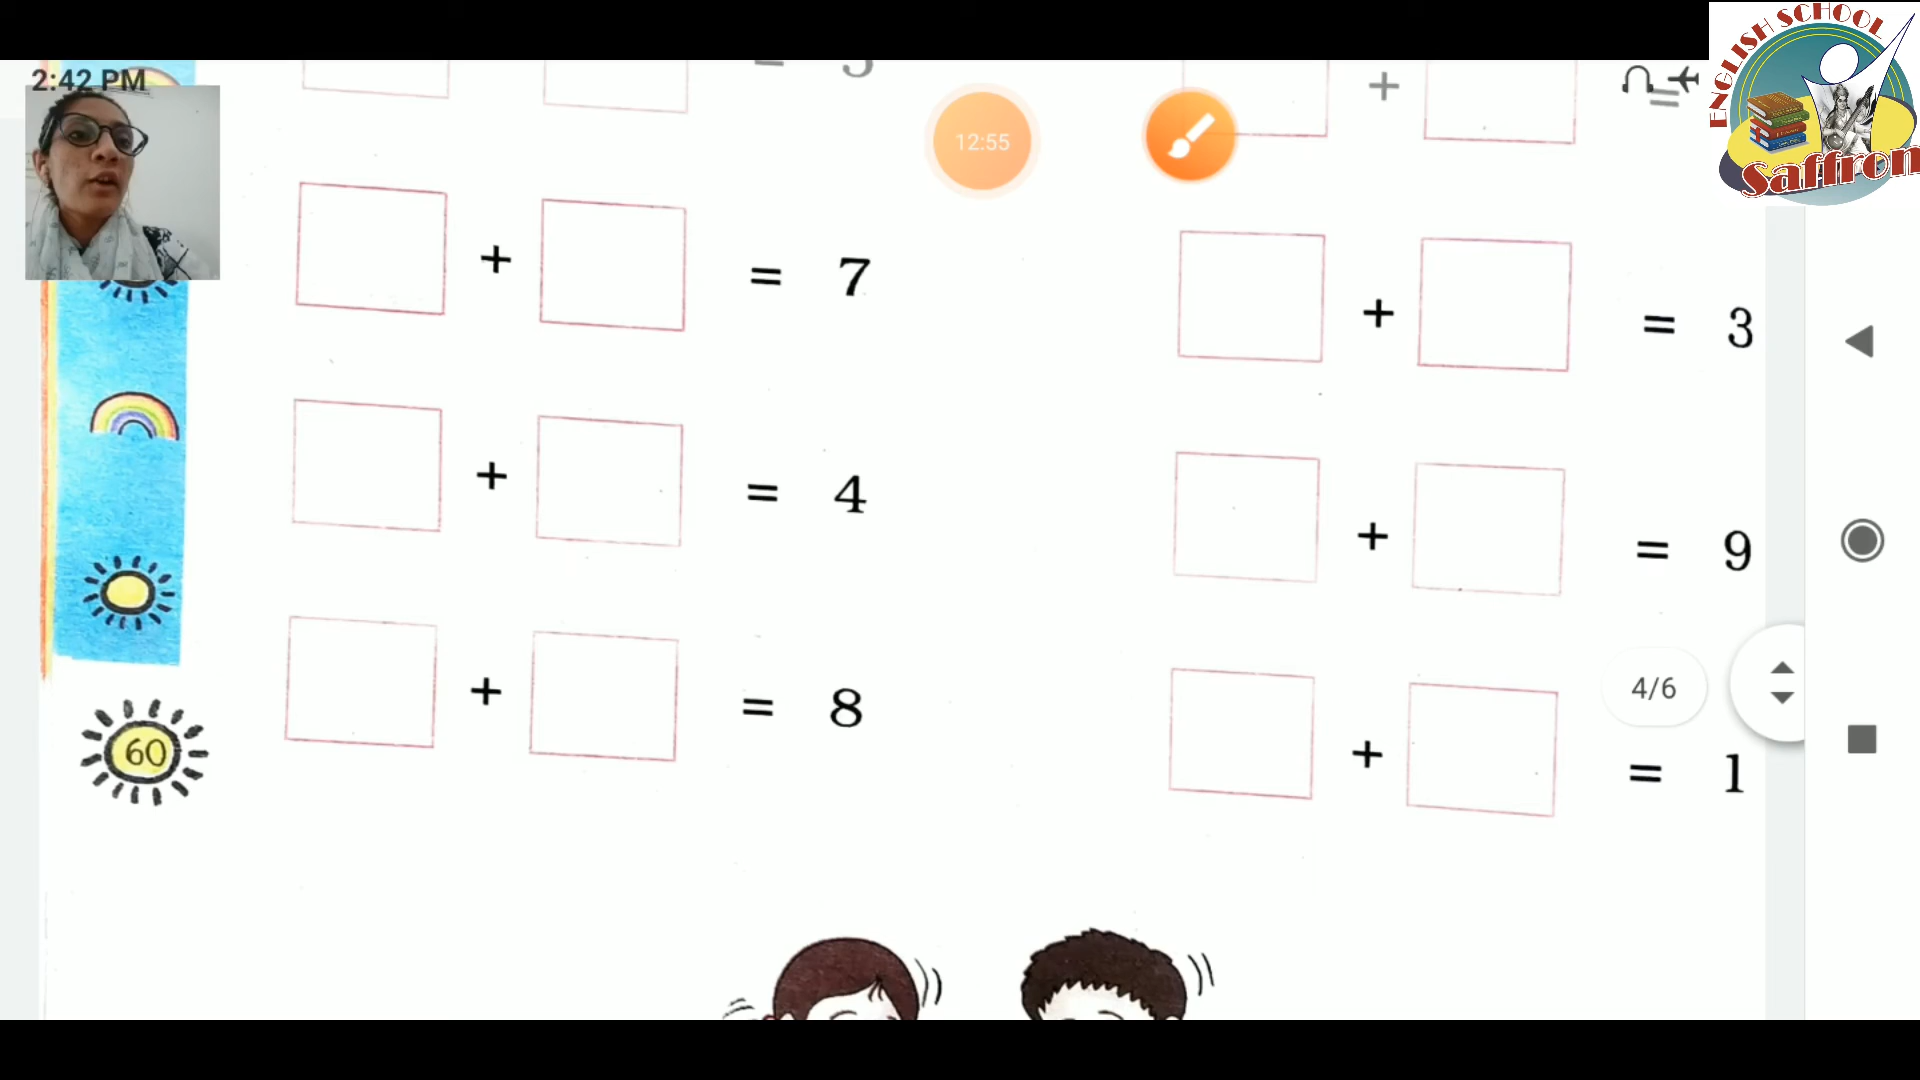 ENGLISH SCHOOL
Saffron
2:42 PM
12:55
+
+ = 7
+ = 3
+ = 4
+ = 9
+ = 8
+ = 1
4/6
60